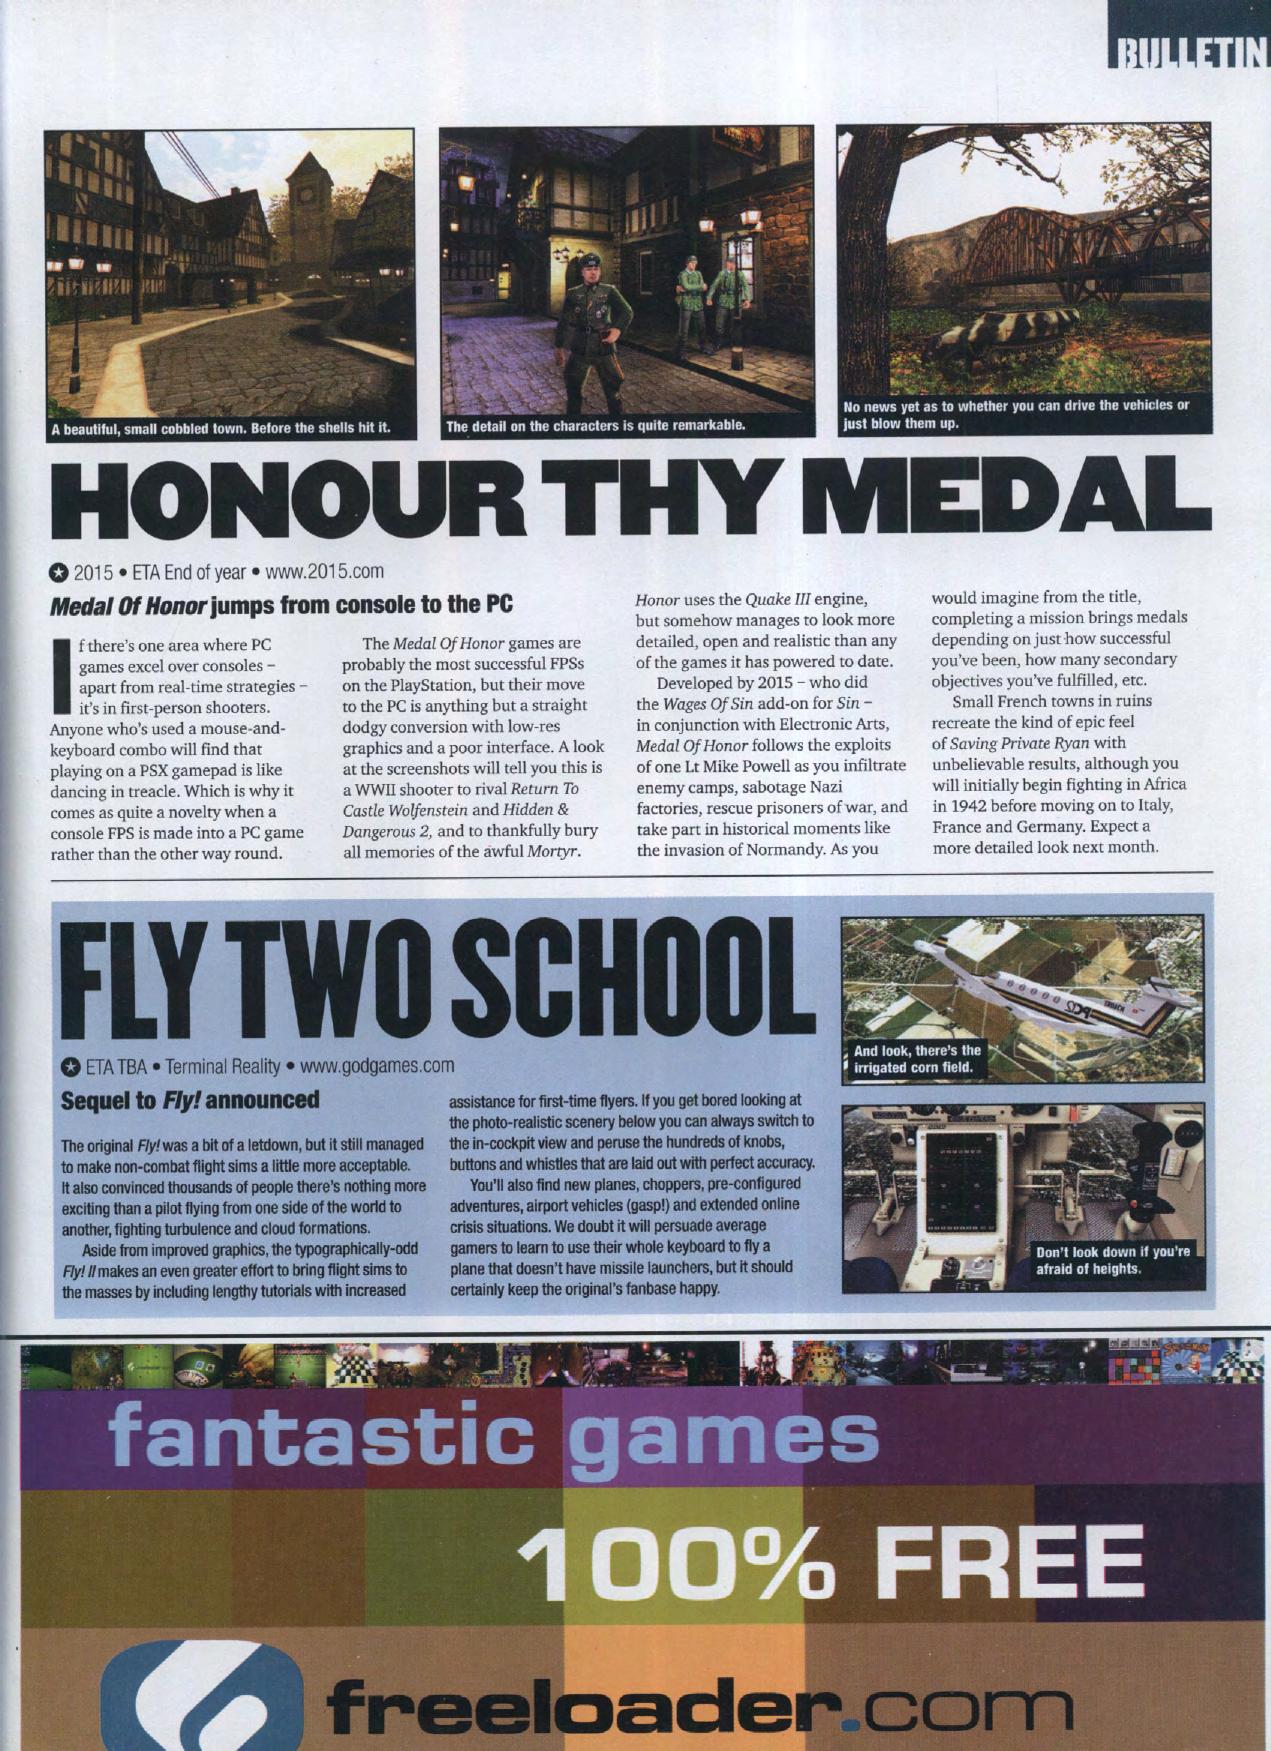 BULLETIN
A beautiful, small cobbled town. Before the shells hit it.
The detail on the characters is quite remarkable.
No news yet as to whether you can drive the vehicles or
just blow them up.
HONOUR THY MEDAL
2015 • ETA End of year • www.2015.com
Medal Of Honor jumps from console to the PC
If there's one area where PC
games excel over consoles –
apart from real-time strategies –
it's in first-person shooters.
Anyone who's used a mouse-and-
keyboard combo will find that
playing on a PSX gamepad is like
dancing in treacle. Which is why it
comes as quite a novelty when a
console FPS is made into a PC game
rather than the other way round.
The Medal Of Honor games are
probably the most successful FPSs
on the PlayStation, but their move
to the PC is anything but a straight
dodgy conversion with low-res
graphics and a poor interface. A look
at the screenshots will tell you this is
a WWII shooter to rival Return To
Castle Wolfenstein and Hidden &
Dangerous 2, and to thankfully bury
all memories of the awful Mortyr.
Honor uses the Quake III engine,
but somehow manages to look more
detailed, open and realistic than any
of the games it has powered to date.
Developed by 2015 – who did
the Wages Of Sin add-on for Sin –
in conjunction with Electronic Arts,
Medal Of Honor follows the exploits
of one Lt Mike Powell as you infiltrate
enemy camps, sabotage Nazi
factories, rescue prisoners of war, and
take part in historical moments like
the invasion of Normandy. As you
would imagine from the title,
completing a mission brings medals
depending on just how successful
you've been, how many secondary
objectives you've fulfilled, etc.
Small French towns in ruins
recreate the kind of epic feel
of Saving Private Ryan with
unbelievable results, although you
will initially begin fighting in Africa
in 1942 before moving on to Italy,
France and Germany. Expect a
more detailed look next month.
FLY TWO SCHOOL
ETA TBA • Terminal Reality • www.godgames.com
Sequel to Fly! announced
The original Fly! was a bit of a letdown, but it still managed
to make non-combat flight sims a little more acceptable.
It also convinced thousands of people there's nothing more
exciting than a pilot flying from one side of the world to
another, fighting turbulence and cloud formations.
Aside from improved graphics, the typographically-odd
Fly! II makes an even greater effort to bring flight sims to
the masses by including lengthy tutorials with increased
assistance for first-time flyers. If you get bored looking at
the photo-realistic scenery below you can always switch to
the in-cockpit view and peruse the hundreds of knobs,
buttons and whistles that are laid out with perfect accuracy.
You'll also find new planes, choppers, pre-configured
adventures, airport vehicles (gasp!) and extended online
crisis situations. We doubt it will persuade average
gamers to learn to use their whole keyboard to fly a
plane that doesn't have missile launchers, but it should
certainly keep the original's fanbase happy.
And look, there's the
irrigated corn field.
Don't look down if you're
afraid of heights.
fantastic games
100% FREE
freeloader.com